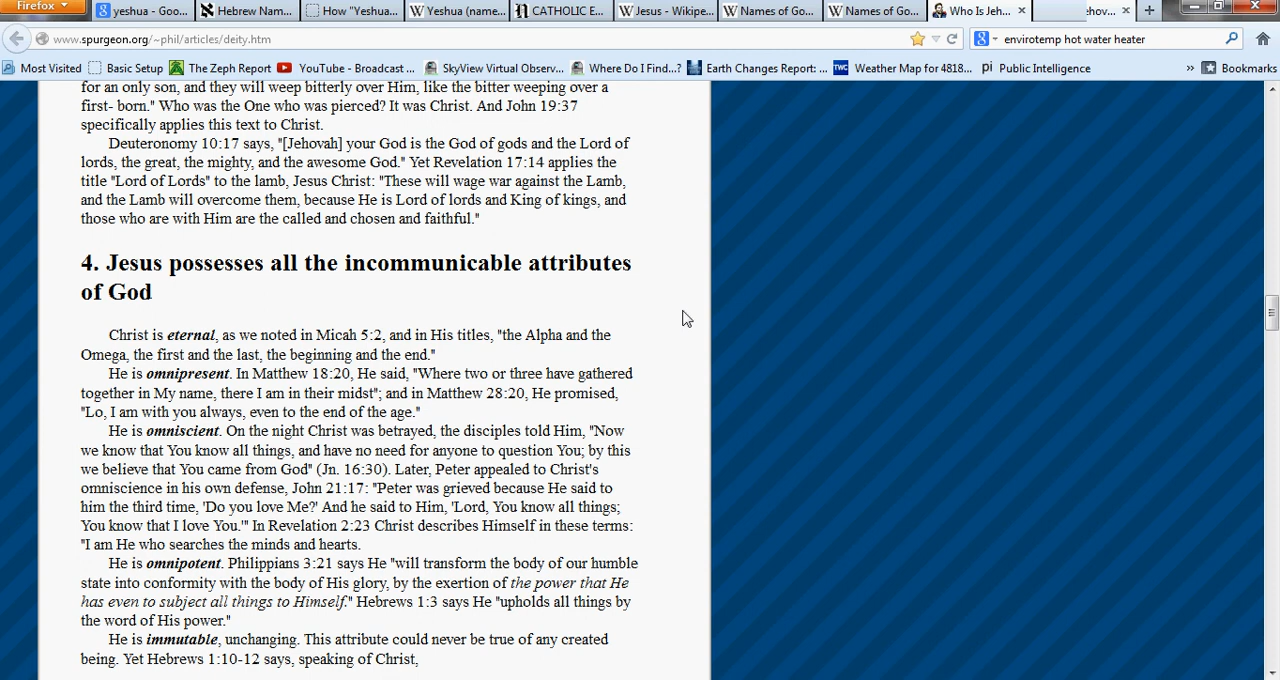 Firefox
yeshua - Goo...
Hebrew Nam...
How "Yeshua...
Yeshua (name...
CATHOLIC E...
Jesus - Wikipe...
Names of Go...
Names of Go...
Who Is Jeh...
hov...
www.spurgeon.org/~phil/articles/deity.htm
envirotemp hot water heater
Most Visited
Basic Setup
The Zeph Report
YouTube - Broadcast ...
SkyView Virtual Observ...
Where Do I Find...?
Earth Changes Report: ...
TWC
Weather Map for 4818...
pi Public Intelligence
»
Bookmarks
for an only son, and they will weep bitterly over Him, like the bitter weeping over a
first- born." Who was the One who was pierced? It was Christ. And John 19:37
specifically applies this text to Christ.
Deuteronomy 10:17 says, "[Jehovah] your God is the God of gods and the Lord of
lords, the great, the mighty, and the awesome God." Yet Revelation 17:14 applies the
title "Lord of Lords" to the lamb, Jesus Christ: "These will wage war against the Lamb,
and the Lamb will overcome them, because He is Lord of lords and King of kings, and
those who are with Him are the called and chosen and faithful."
4. Jesus possesses all the incommunicable attributes
of God
Christ is eternal, as we noted in Micah 5:2, and in His titles, "the Alpha and the
Omega, the first and the last, the beginning and the end."
He is omnipresent. In Matthew 18:20, He said, "Where two or three have gathered
together in My name, there I am in their midst"; and in Matthew 28:20, He promised,
"Lo, I am with you always, even to the end of the age."
He is omniscient. On the night Christ was betrayed, the disciples told Him, "Now
we know that You know all things, and have no need for anyone to question You; by this
we believe that You came from God" (Jn. 16:30). Later, Peter appealed to Christ's
omniscience in his own defense, John 21:17: "Peter was grieved because He said to
him the third time, 'Do you love Me?' And he said to Him, 'Lord, You know all things;
You know that I love You.'" In Revelation 2:23 Christ describes Himself in these terms:
"I am He who searches the minds and hearts.
He is omnipotent. Philippians 3:21 says He "will transform the body of our humble
state into conformity with the body of His glory, by the exertion of the power that He
has even to subject all things to Himself." Hebrews 1:3 says He "upholds all things by
the word of His power."
He is immutable, unchanging. This attribute could never be true of any created
being. Yet Hebrews 1:10-12 says, speaking of Christ,